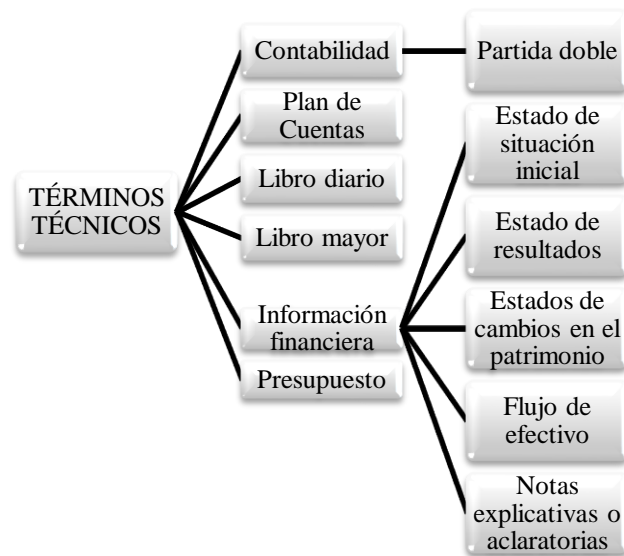 TÉRMINOS
TÉCNICOS
Contabilidad
Plan de
Cuentas
Libro diario
Libro mayor
Información
financiera
Presupuesto
Partida doble
Estado de
situación
inicial
Estado de
resultados
Estados de
cambios en el
patrimonio
Flujo de
efectivo
Notas
explicativas o
aclaratorias